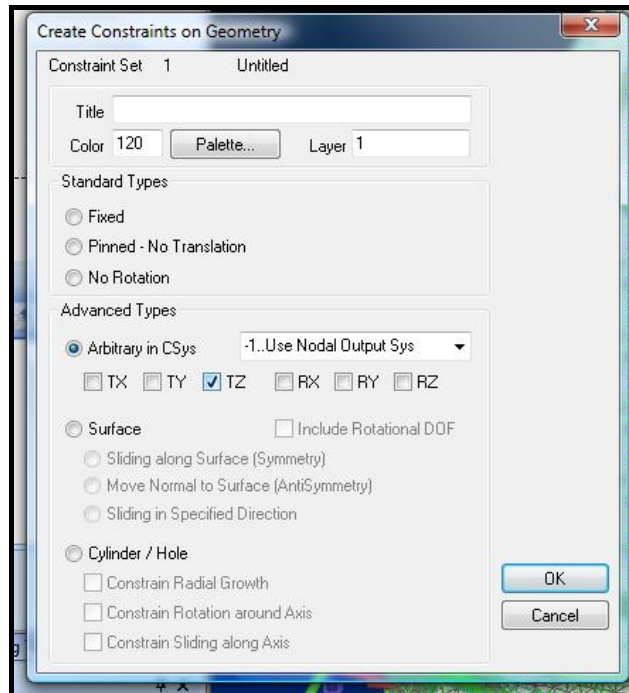 Create Constraints on Geometry
Constraint Set 1 Untitled
Title
Color 120 Palette... Layer 1
Standard Types
Fixed
Pinned - No Translation
No Rotation
Advanced Types
Arbitrary in CSys -1..Use Nodal Output Sys
TX TY TZ RX RY RZ
Surface Include Rotational DOF
Sliding along Surface (Symmetry)
Move Normal to Surface (AntiSymmetry)
Sliding in Specified Direction
Cylinder / Hole
Constrain Radial Growth OK
Constrain Rotation around Axis Cancel
Constrain Sliding along Axis